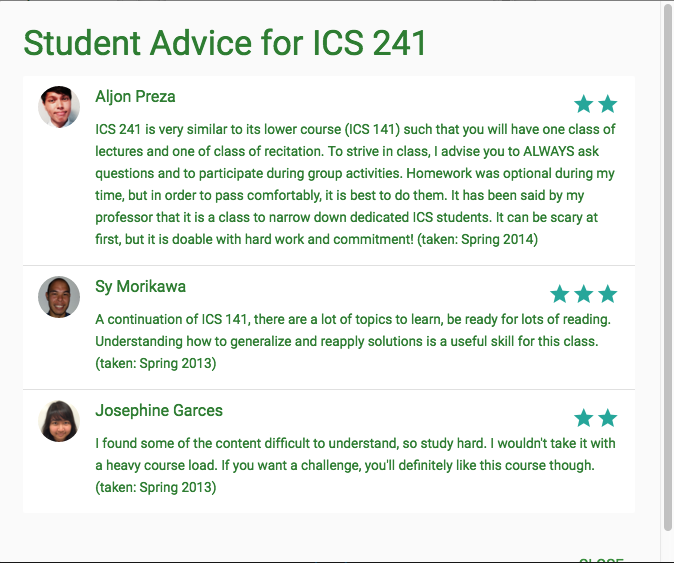 Student Advice for ICS 241
Aljon Preza
ICS 241 is very similar to its lower course (ICS 141) such that you will have one class of
lectures and one of class of recitation. To strive in class, I advise you to ALWAYS ask
questions and to participate during group activities. Homework was optional during my
time, but in order to pass comfortably, it is best to do them. It has been said by my
professor that it is a class to narrow down dedicated ICS students. It can be scary at
first, but it is doable with hard work and commitment! (taken: Spring 2014)
Sy Morikawa
A continuation of ICS 141, there are a lot of topics to learn, be ready for lots of reading.
Understanding how to generalize and reapply solutions is a useful skill for this class.
(taken: Spring 2013)
Josephine Garces
I found some of the content difficult to understand, so study hard. I wouldn't take it with
a heavy course load. If you want a challenge, you'll definitely like this course though.
(taken: Spring 2013)
CLOSE